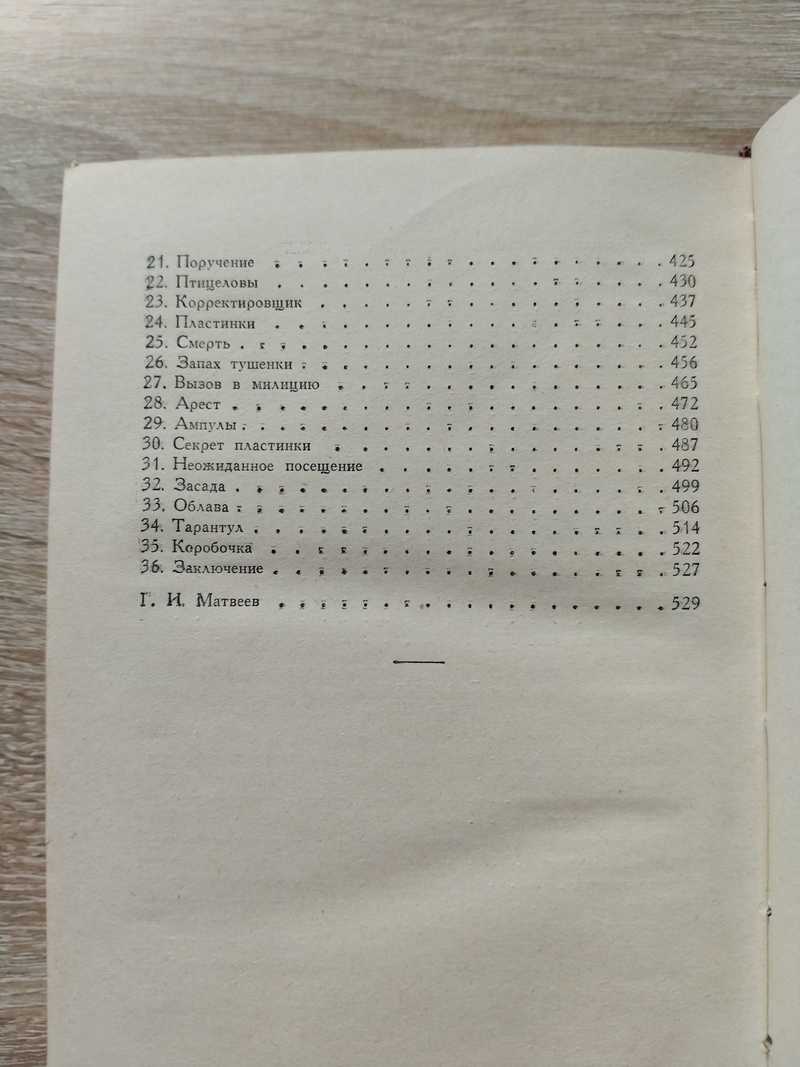 21. Поручение . . . . . . . . . . . . . . . . . . . 425
22. Птицеловы . . . . . . . . . . . . . . . . . . . 430
23. Корректировщик . . . . . . . . . . . . . . . . . 437
24. Пластинки . . . . . . . . . . . . . . . . . . . 445
25. Смерть . . . . . . . . . . . . . . . . . . . . . 452
26. Запах тушенки . . . . . . . . . . . . . . . . . . 456
27. Вызов в милицию . . . . . . . . . . . . . . . . 465
28. Арест . . . . . . . . . . . . . . . . . . . . . 472
29. Ампулы . . . . . . . . . . . . . . . . . . . . . 480
30. Секрет пластинки . . . . . . . . . . . . . . . . 487
31. Неожиданное посещение . . . . . . . . . . . . . . 492
32. Засада . . . . . . . . . . . . . . . . . . . . . 499
33. Облава . . . . . . . . . . . . . . . . . . . . . 506
34. Тарантул . . . . . . . . . . . . . . . . . . . . 514
35. Коробочка . . . . . . . . . . . . . . . . . . . 522
36. Заключение . . . . . . . . . . . . . . . . . . . 527
Г. И. Матвеев . . . . . . . . . . . . . . . . . . . 529